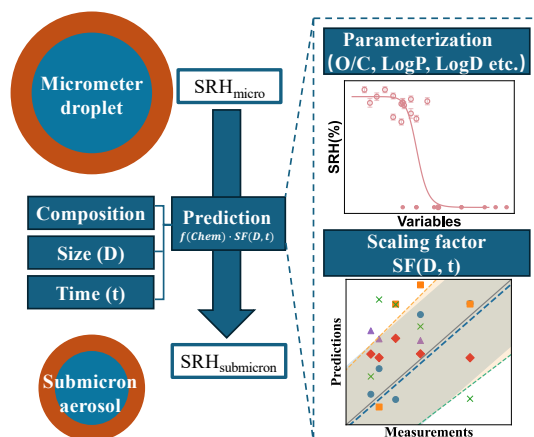 Micrometer
droplet
SRH_micro
Composition
Size (D)
Time (t)
Prediction
f(Chem) · SF(D, t)
SRH_submicron
Submicron
aerosol
Parameterization
(O/C, LogP, LogD etc.)
SRH(%)
Variables
Scaling factor
SF(D, t)
Predictions
Measurements